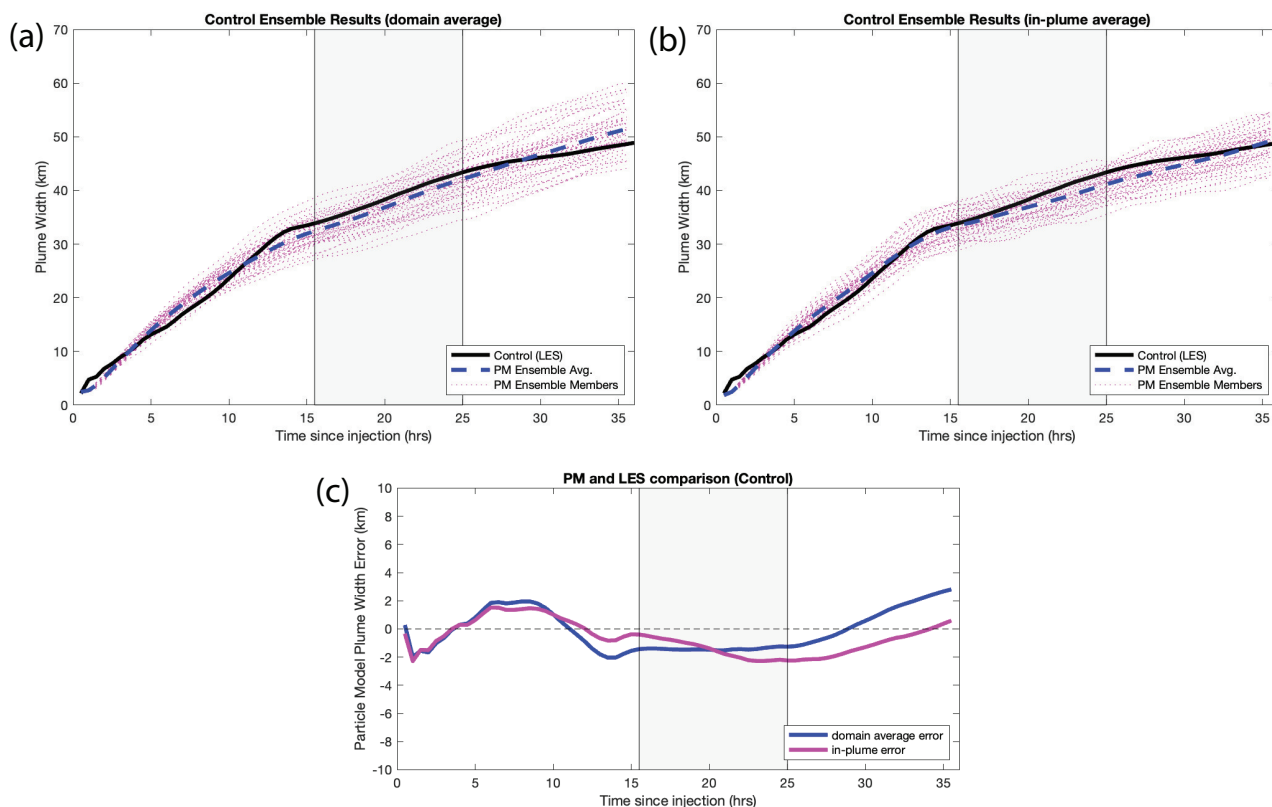 (a)
Control Ensemble Results (domain average)
70
60
50
40
30
20
10
0
Plume Width (km)
0
5
10
15
20
25
30
35
Time since injection (hrs)
Control (LES)
PM Ensemble Avg.
PM Ensemble Members
(b)
Control Ensemble Results (in-plume average)
70
60
50
40
30
20
10
0
Plume Width (km)
0
5
10
15
20
25
30
35
Time since injection (hrs)
Control (LES)
PM Ensemble Avg.
PM Ensemble Members
(c)
PM and LES comparison (Control)
10
8
6
4
2
0
-2
-4
-6
-8
-10
Particle Model Plume Width Error (km)
0
5
10
15
20
25
30
35
Time since injection (hrs)
domain average error
in-plume error